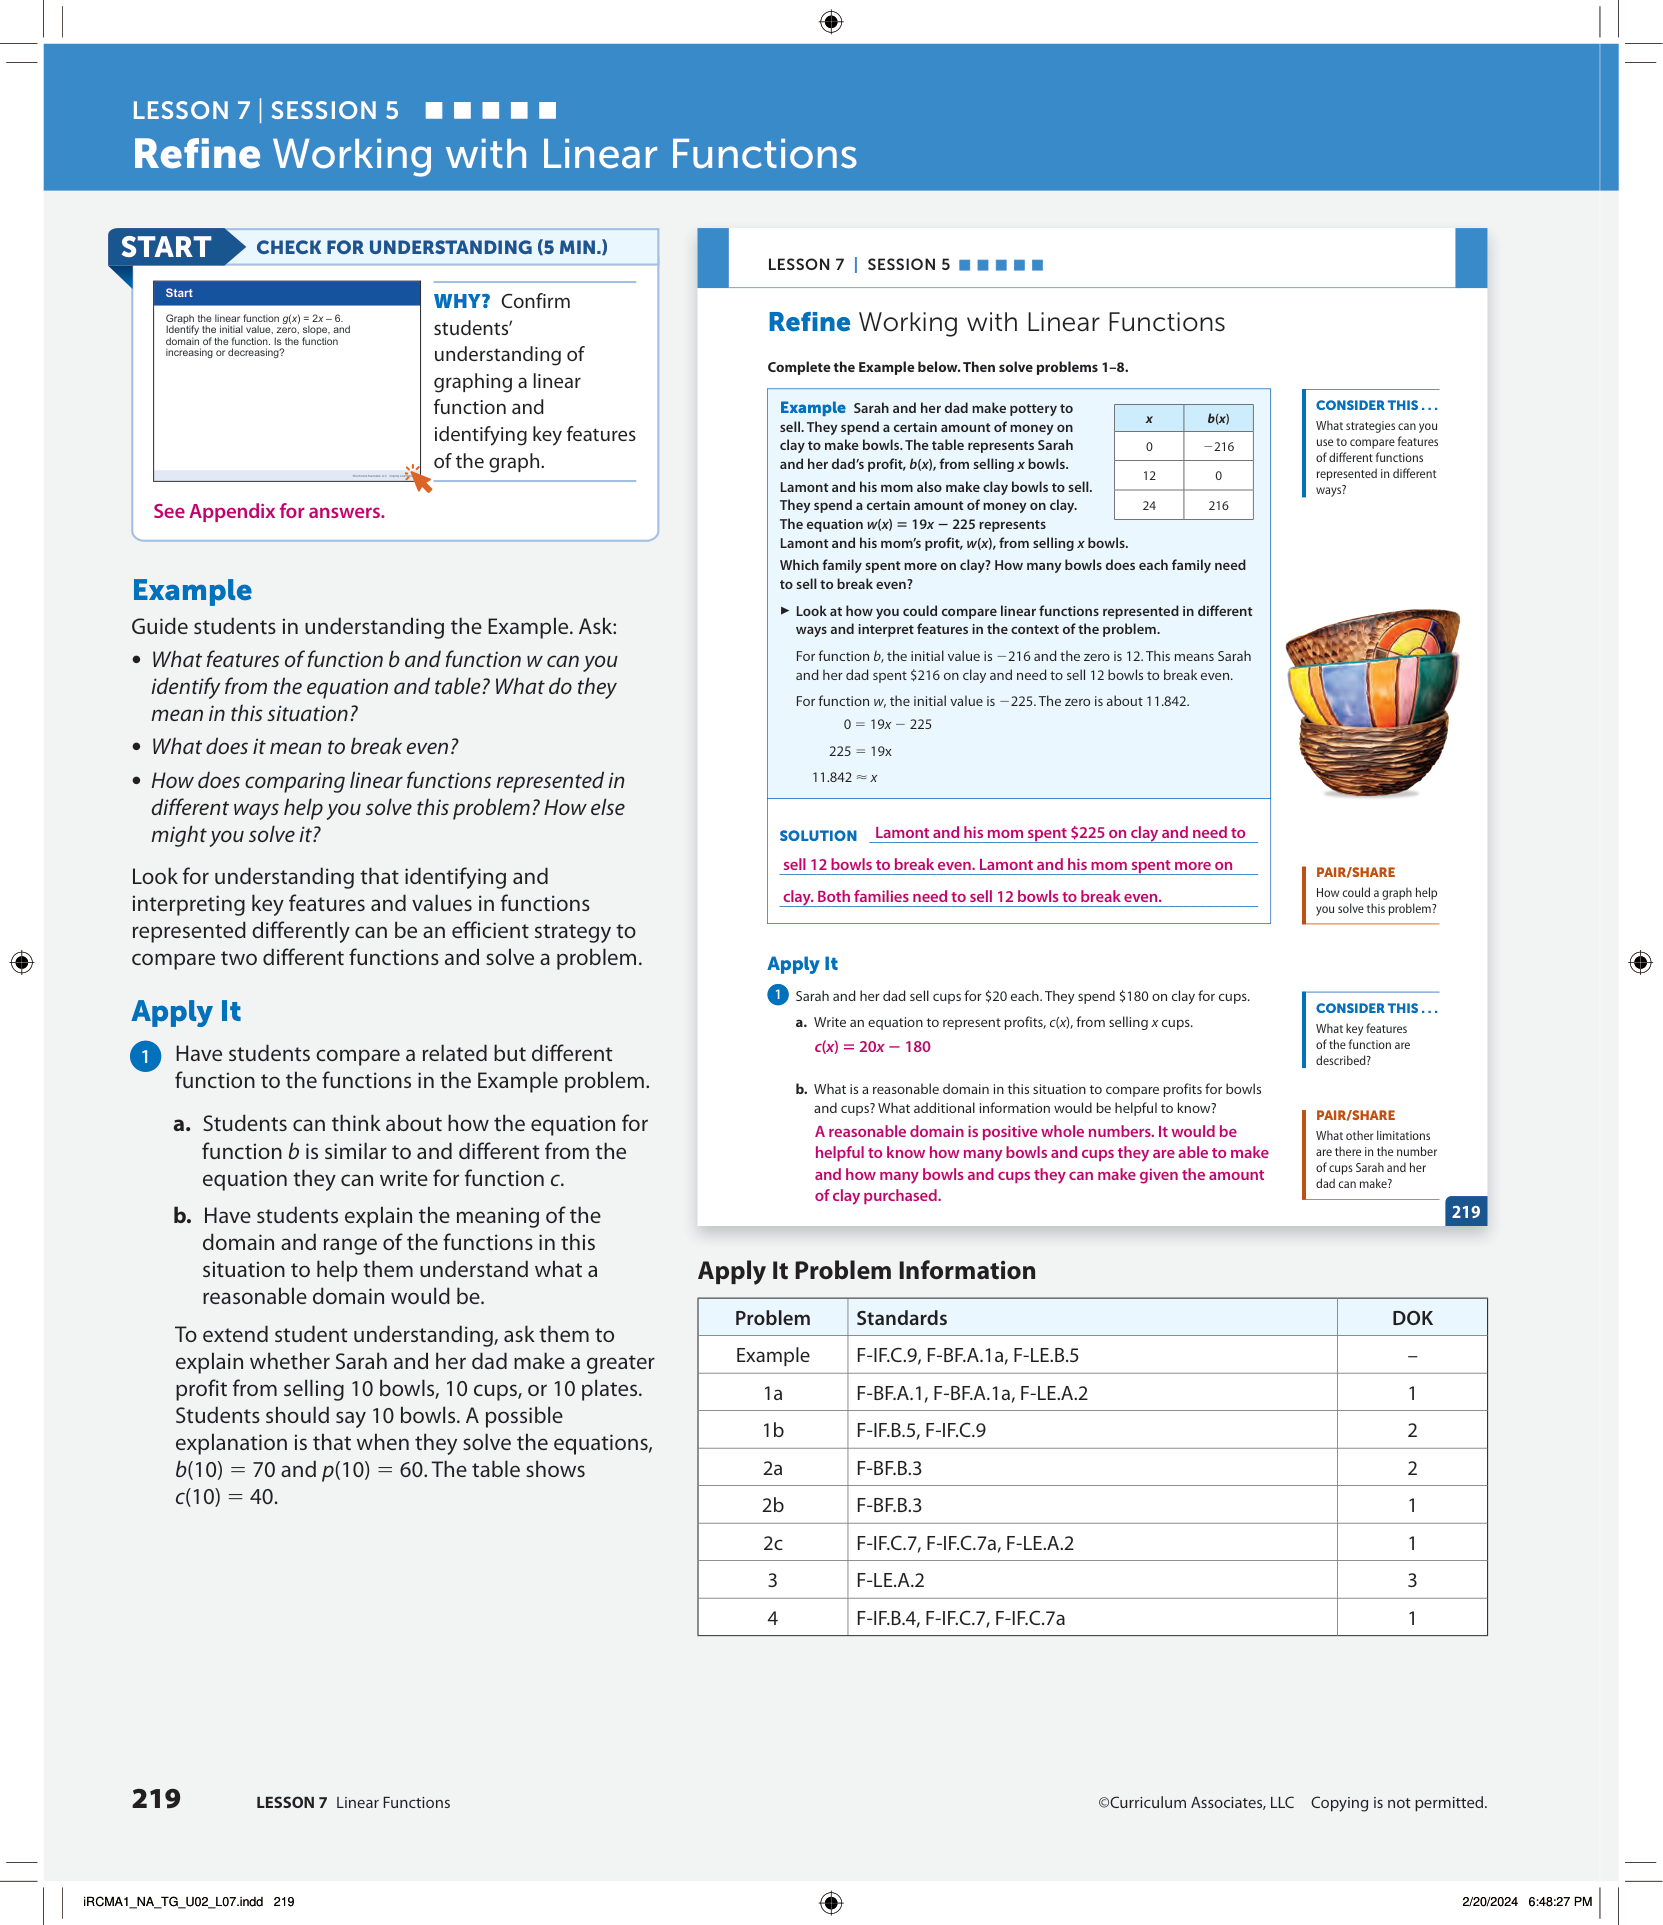 LESSON 7 | SESSION 5
Refine Working with Linear Functions
START
CHECK FOR UNDERSTANDING (5 MIN.)
Start
Graph the linear function g(x) = 2x – 6.
Identify the initial value, zero, slope, and
domain of the function. Is the function
increasing or decreasing?
WHY? Confirm
students’
understanding of
graphing a linear
function and
identifying key features
of the graph.
See Appendix for answers.
Example
Guide students in understanding the Example. Ask:
• What features of function b and function w can you
identify from the equation and table? What do they
mean in this situation?
• What does it mean to break even?
• How does comparing linear functions represented in
different ways help you solve this problem? How else
might you solve it?
Look for understanding that identifying and
interpreting key features and values in functions
represented differently can be an efficient strategy to
compare two different functions and solve a problem.
Apply It
1 Have students compare a related but different
function to the functions in the Example problem.
a. Students can think about how the equation for
function b is similar to and different from the
equation they can write for function c.
b. Have students explain the meaning of the
domain and range of the functions in this
situation to help them understand what a
reasonable domain would be.
To extend student understanding, ask them to
explain whether Sarah and her dad make a greater
profit from selling 10 bowls, 10 cups, or 10 plates.
Students should say 10 bowls. A possible
explanation is that when they solve the equations,
b(10) = 70 and p(10) = 60. The table shows
c(10) = 40.
LESSON 7 | SESSION 5
Refine Working with Linear Functions
Complete the Example below. Then solve problems 1–8.
Example Sarah and her dad make pottery to
sell. They spend a certain amount of money on
clay to make bowls. The table represents Sarah
and her dad’s profit, b(x), from selling x bowls.
x b(x)
0 −216
12 0
24 216
Lamont and his mom also make clay bowls to sell.
They spend a certain amount of money on clay.
The equation w(x) = 19x − 225 represents
Lamont and his mom’s profit, w(x), from selling x bowls.
Which family spent more on clay? How many bowls does each family need
to sell to break even?
▶ Look at how you could compare linear functions represented in different
ways and interpret features in the context of the problem.
For function b, the initial value is −216 and the zero is 12. This means Sarah
and her dad spent $216 on clay and need to sell 12 bowls to break even.
For function w, the initial value is −225. The zero is about 11.842.
0 = 19x − 225
225 = 19x
11.842 ≈ x
SOLUTION Lamont and his mom spent $225 on clay and need to
sell 12 bowls to break even. Lamont and his mom spent more on
clay. Both families need to sell 12 bowls to break even.
CONSIDER THIS . . .
What strategies can you
use to compare features
of different functions
represented in different
ways?
PAIR/SHARE
How could a graph help
you solve this problem?
Apply It
1 Sarah and her dad sell cups for $20 each. They spend $180 on clay for cups.
a. Write an equation to represent profits, c(x), from selling x cups.
c(x) = 20x − 180
b. What is a reasonable domain in this situation to compare profits for bowls
and cups? What additional information would be helpful to know?
A reasonable domain is positive whole numbers. It would be
helpful to know how many bowls and cups they are able to make
and how many bowls and cups they can make given the amount
of clay purchased.
CONSIDER THIS . . .
What key features
of the function are
described?
PAIR/SHARE
What other limitations
are there in the number
of cups Sarah and her
dad can make?
219
Apply It Problem Information
Problem Standards DOK
Example F-IF.C.9, F-BF.A.1a, F-LE.B.5 –
1a F-BF.A.1, F-BF.A.1a, F-LE.A.2 1
1b F-IF.B.5, F-IF.C.9 2
2a F-BF.B.3 2
2b F-BF.B.3 1
2c F-IF.C.7, F-IF.C.7a, F-LE.A.2 1
3 F-LE.A.2 3
4 F-IF.B.4, F-IF.C.7, F-IF.C.7a 1
219 LESSON 7 Linear Functions
©Curriculum Associates, LLC Copying is not permitted.
iRCMA1_NA_TG_U02_L07.indd 219
2/20/2024 6:48:27 PM